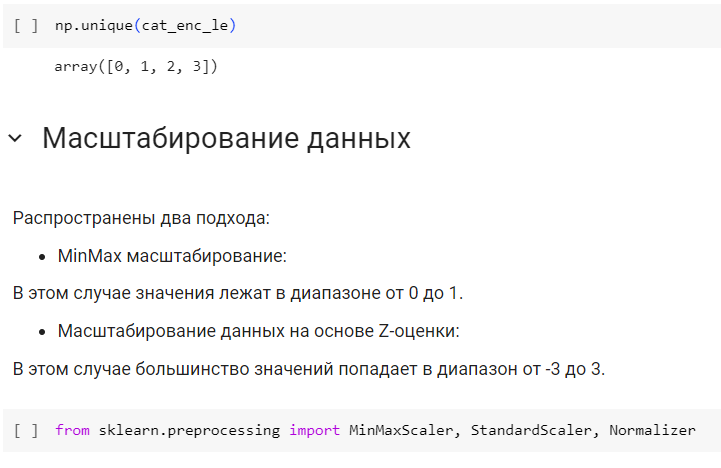 [ ] np.unique(cat_enc_le)
array([0, 1, 2, 3])
Масштабирование данных
Распространены два подхода:
• MinMax масштабирование:
В этом случае значения лежат в диапазоне от 0 до 1.
• Масштабирование данных на основе Z-оценки:
В этом случае большинство значений попадает в диапазон от -3 до 3.
[ ] from sklearn.preprocessing import MinMaxScaler, StandardScaler, Normalizer